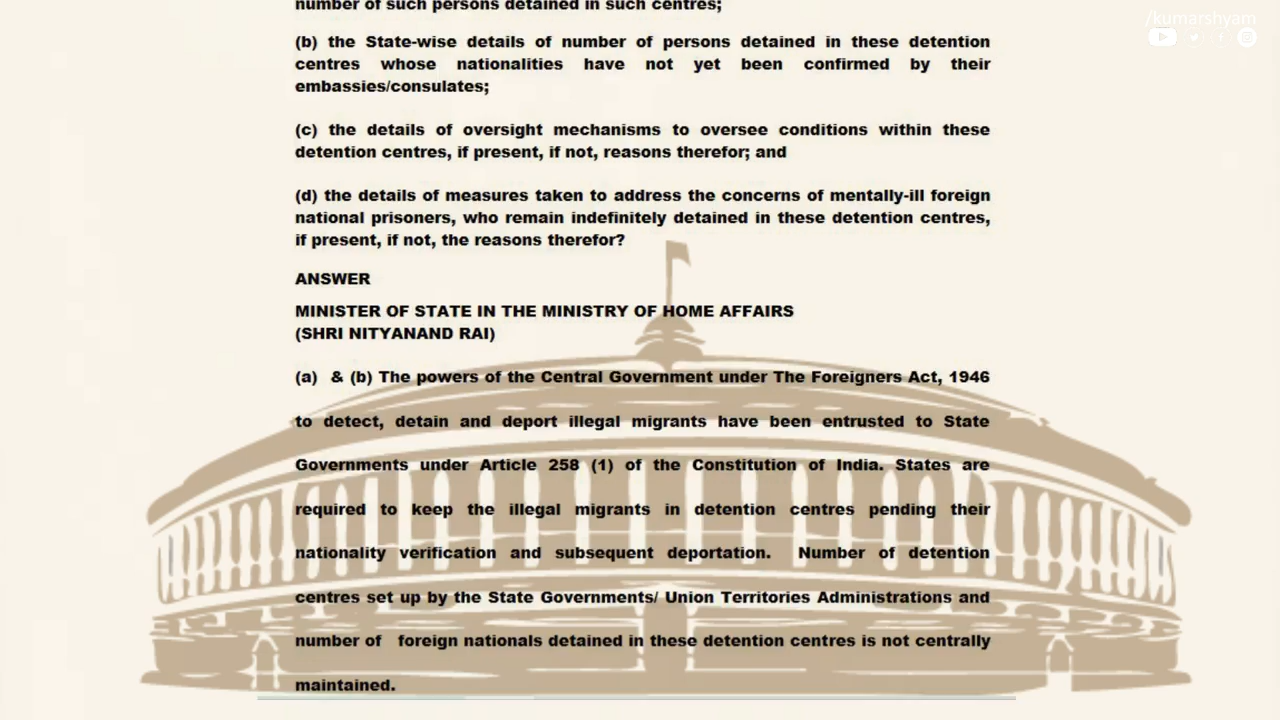 number of such persons detained in such centres;
/kumarshyam
(b) the State-wise details of number of persons detained in these detention
centres whose nationalities have not yet been confirmed by their
embassies/consulates;
(c) the details of oversight mechanisms to oversee conditions within these
detention centres, if present, if not, reasons therefor; and
(d) the details of measures taken to address the concerns of mentally-ill foreign
national prisoners, who remain indefinitely detained in these detention centres,
if present, if not, the reasons therefor?
ANSWER
MINISTER OF STATE IN THE MINISTRY OF HOME AFFAIRS
(SHRI NITYANAND RAI)
(a) & (b) The powers of the Central Government under The Foreigners Act, 1946
to detect, detain and deport illegal migrants have been entrusted to State
Governments under Article 258 (1) of the Constitution of India. States are
required to keep the illegal migrants in detention centres pending their
nationality verification and subsequent deportation. Number of detention
centres set up by the State Governments/ Union Territories Administrations and
number of foreign nationals detained in these detention centres is not centrally
maintained.